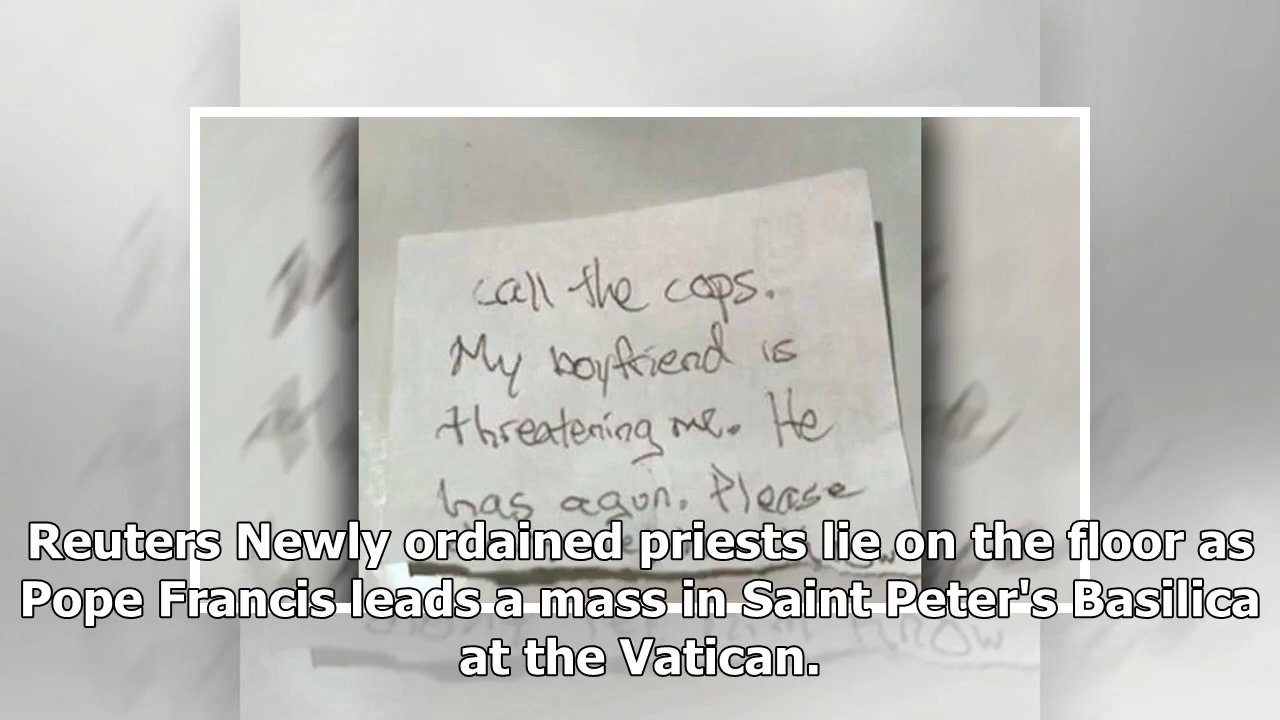 call the cops.
My boyfriend is
threatening me. He
has a gun. Please
Reuters Newly ordained priests lie on the floor as
Pope Francis leads a mass in Saint Peter's Basilica
at the Vatican.